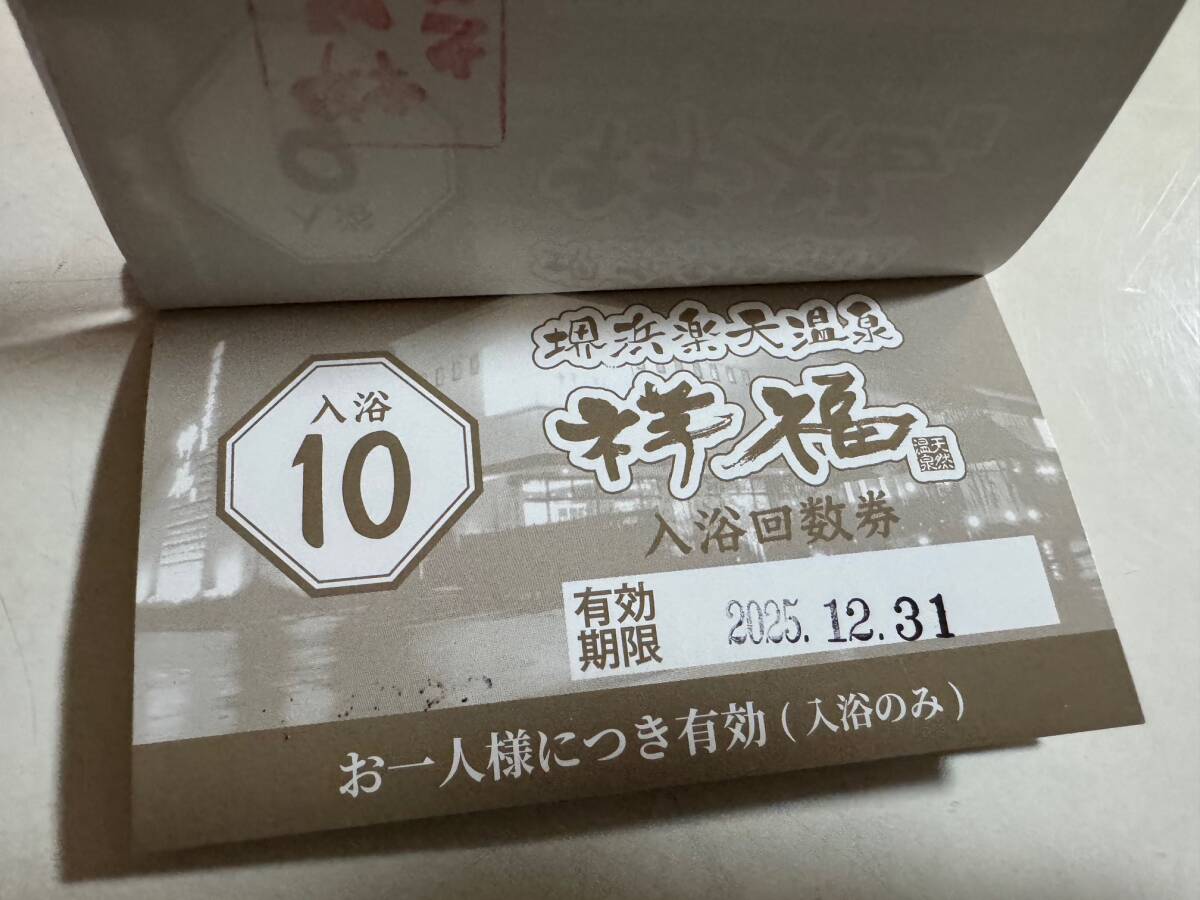 堺浜楽天温泉
祥福
天然
温泉
入浴
10
入浴回数券
有効
期限
2025.12.31
お一人様につき有効(入浴のみ)